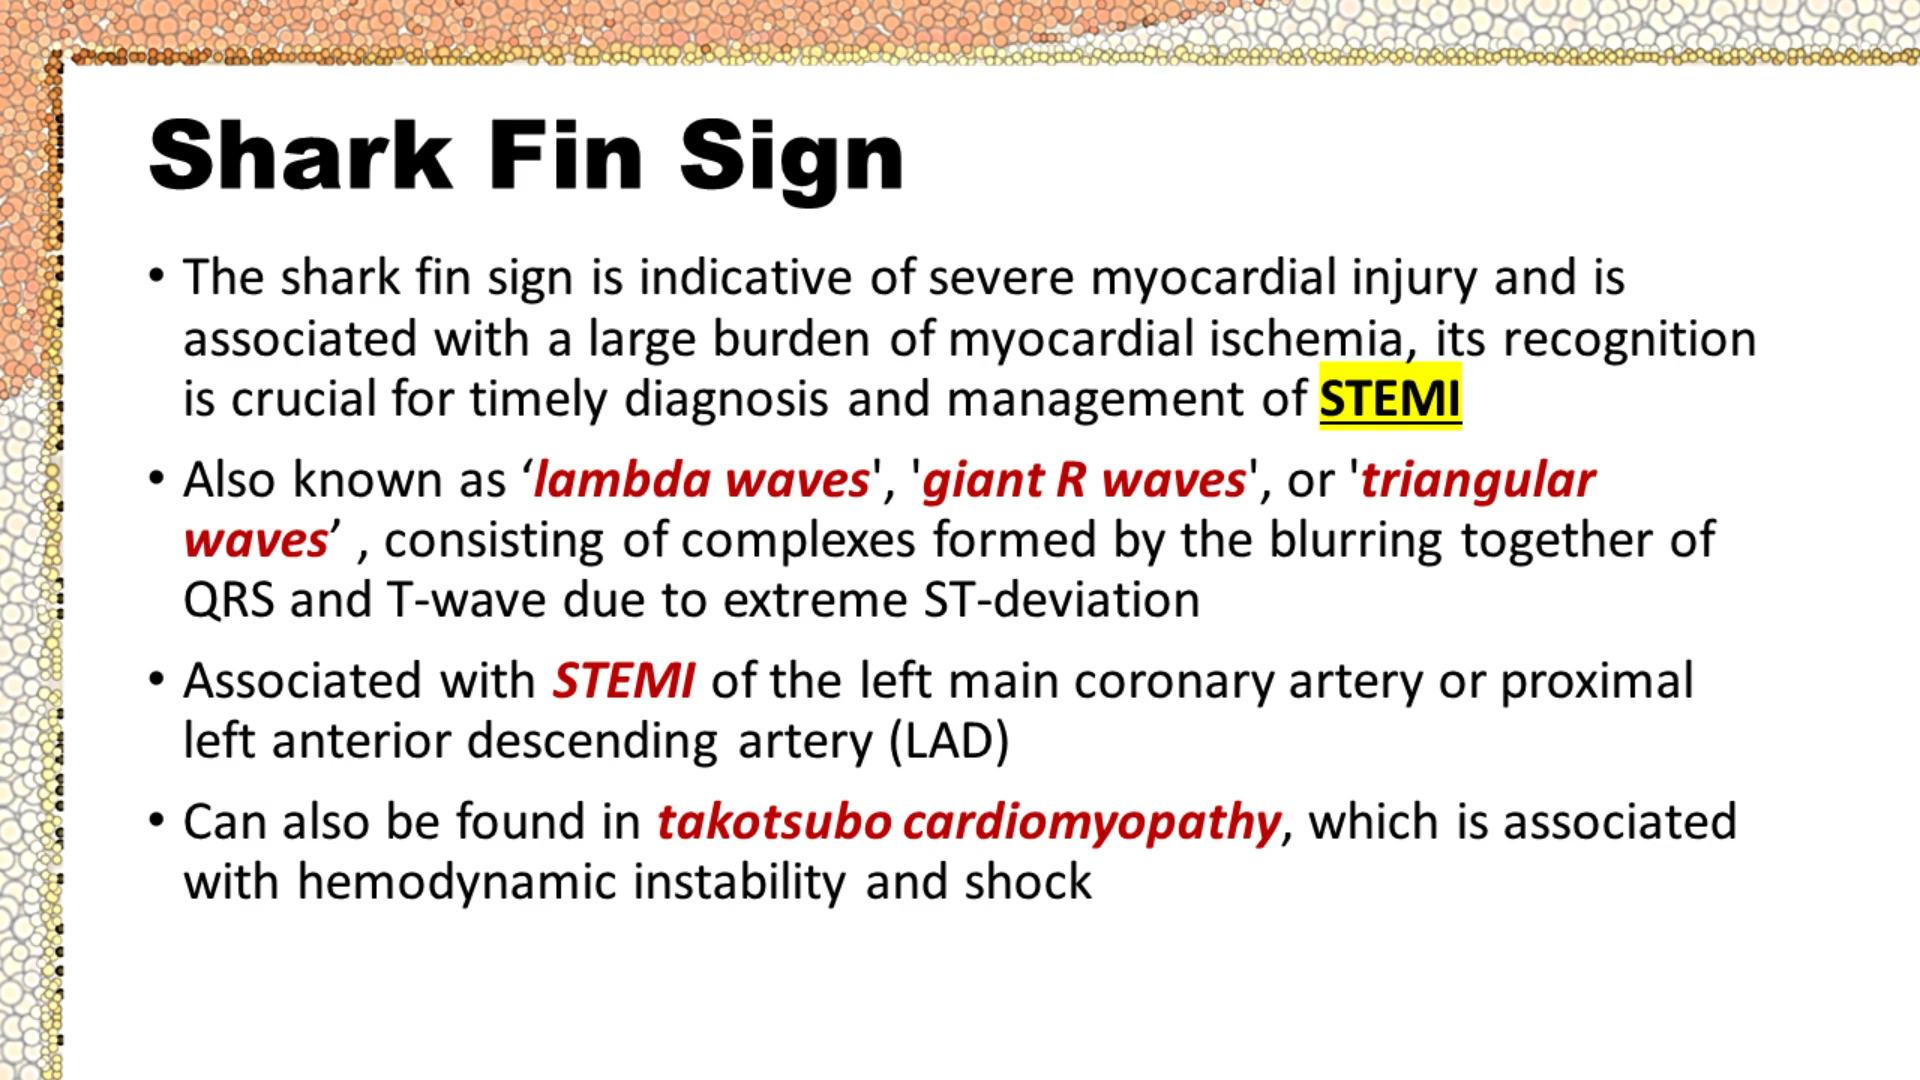 Shark Fin Sign
• The shark fin sign is indicative of severe myocardial injury and is
associated with a large burden of myocardial ischemia, its recognition
is crucial for timely diagnosis and management of STEMI
• Also known as ‘lambda waves', 'giant R waves', or 'triangular
waves’ , consisting of complexes formed by the blurring together of
QRS and T-wave due to extreme ST-deviation
• Associated with STEMI of the left main coronary artery or proximal
left anterior descending artery (LAD)
• Can also be found in takotsubo cardiomyopathy, which is associated
with hemodynamic instability and shock